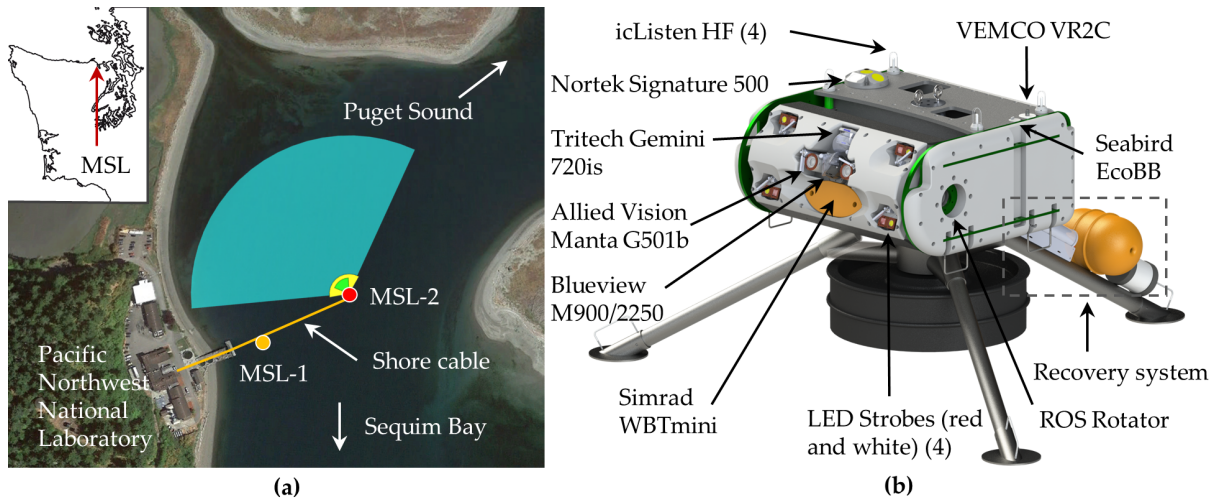 MSL
Puget Sound
MSL-2
MSL-1
Shore cable
Pacific
Northwest
National
Laboratory
Sequim Bay
(a)
icListen HF (4)
VEMCO VR2C
Nortek Signature 500
Tritech Gemini
720is
Seabird
EcoBB
Allied Vision
Manta G501b
Blueview
M900/2250
Recovery system
Simrad
WBTmini
LED Strobes (red
and white) (4)
ROS Rotator
(b)